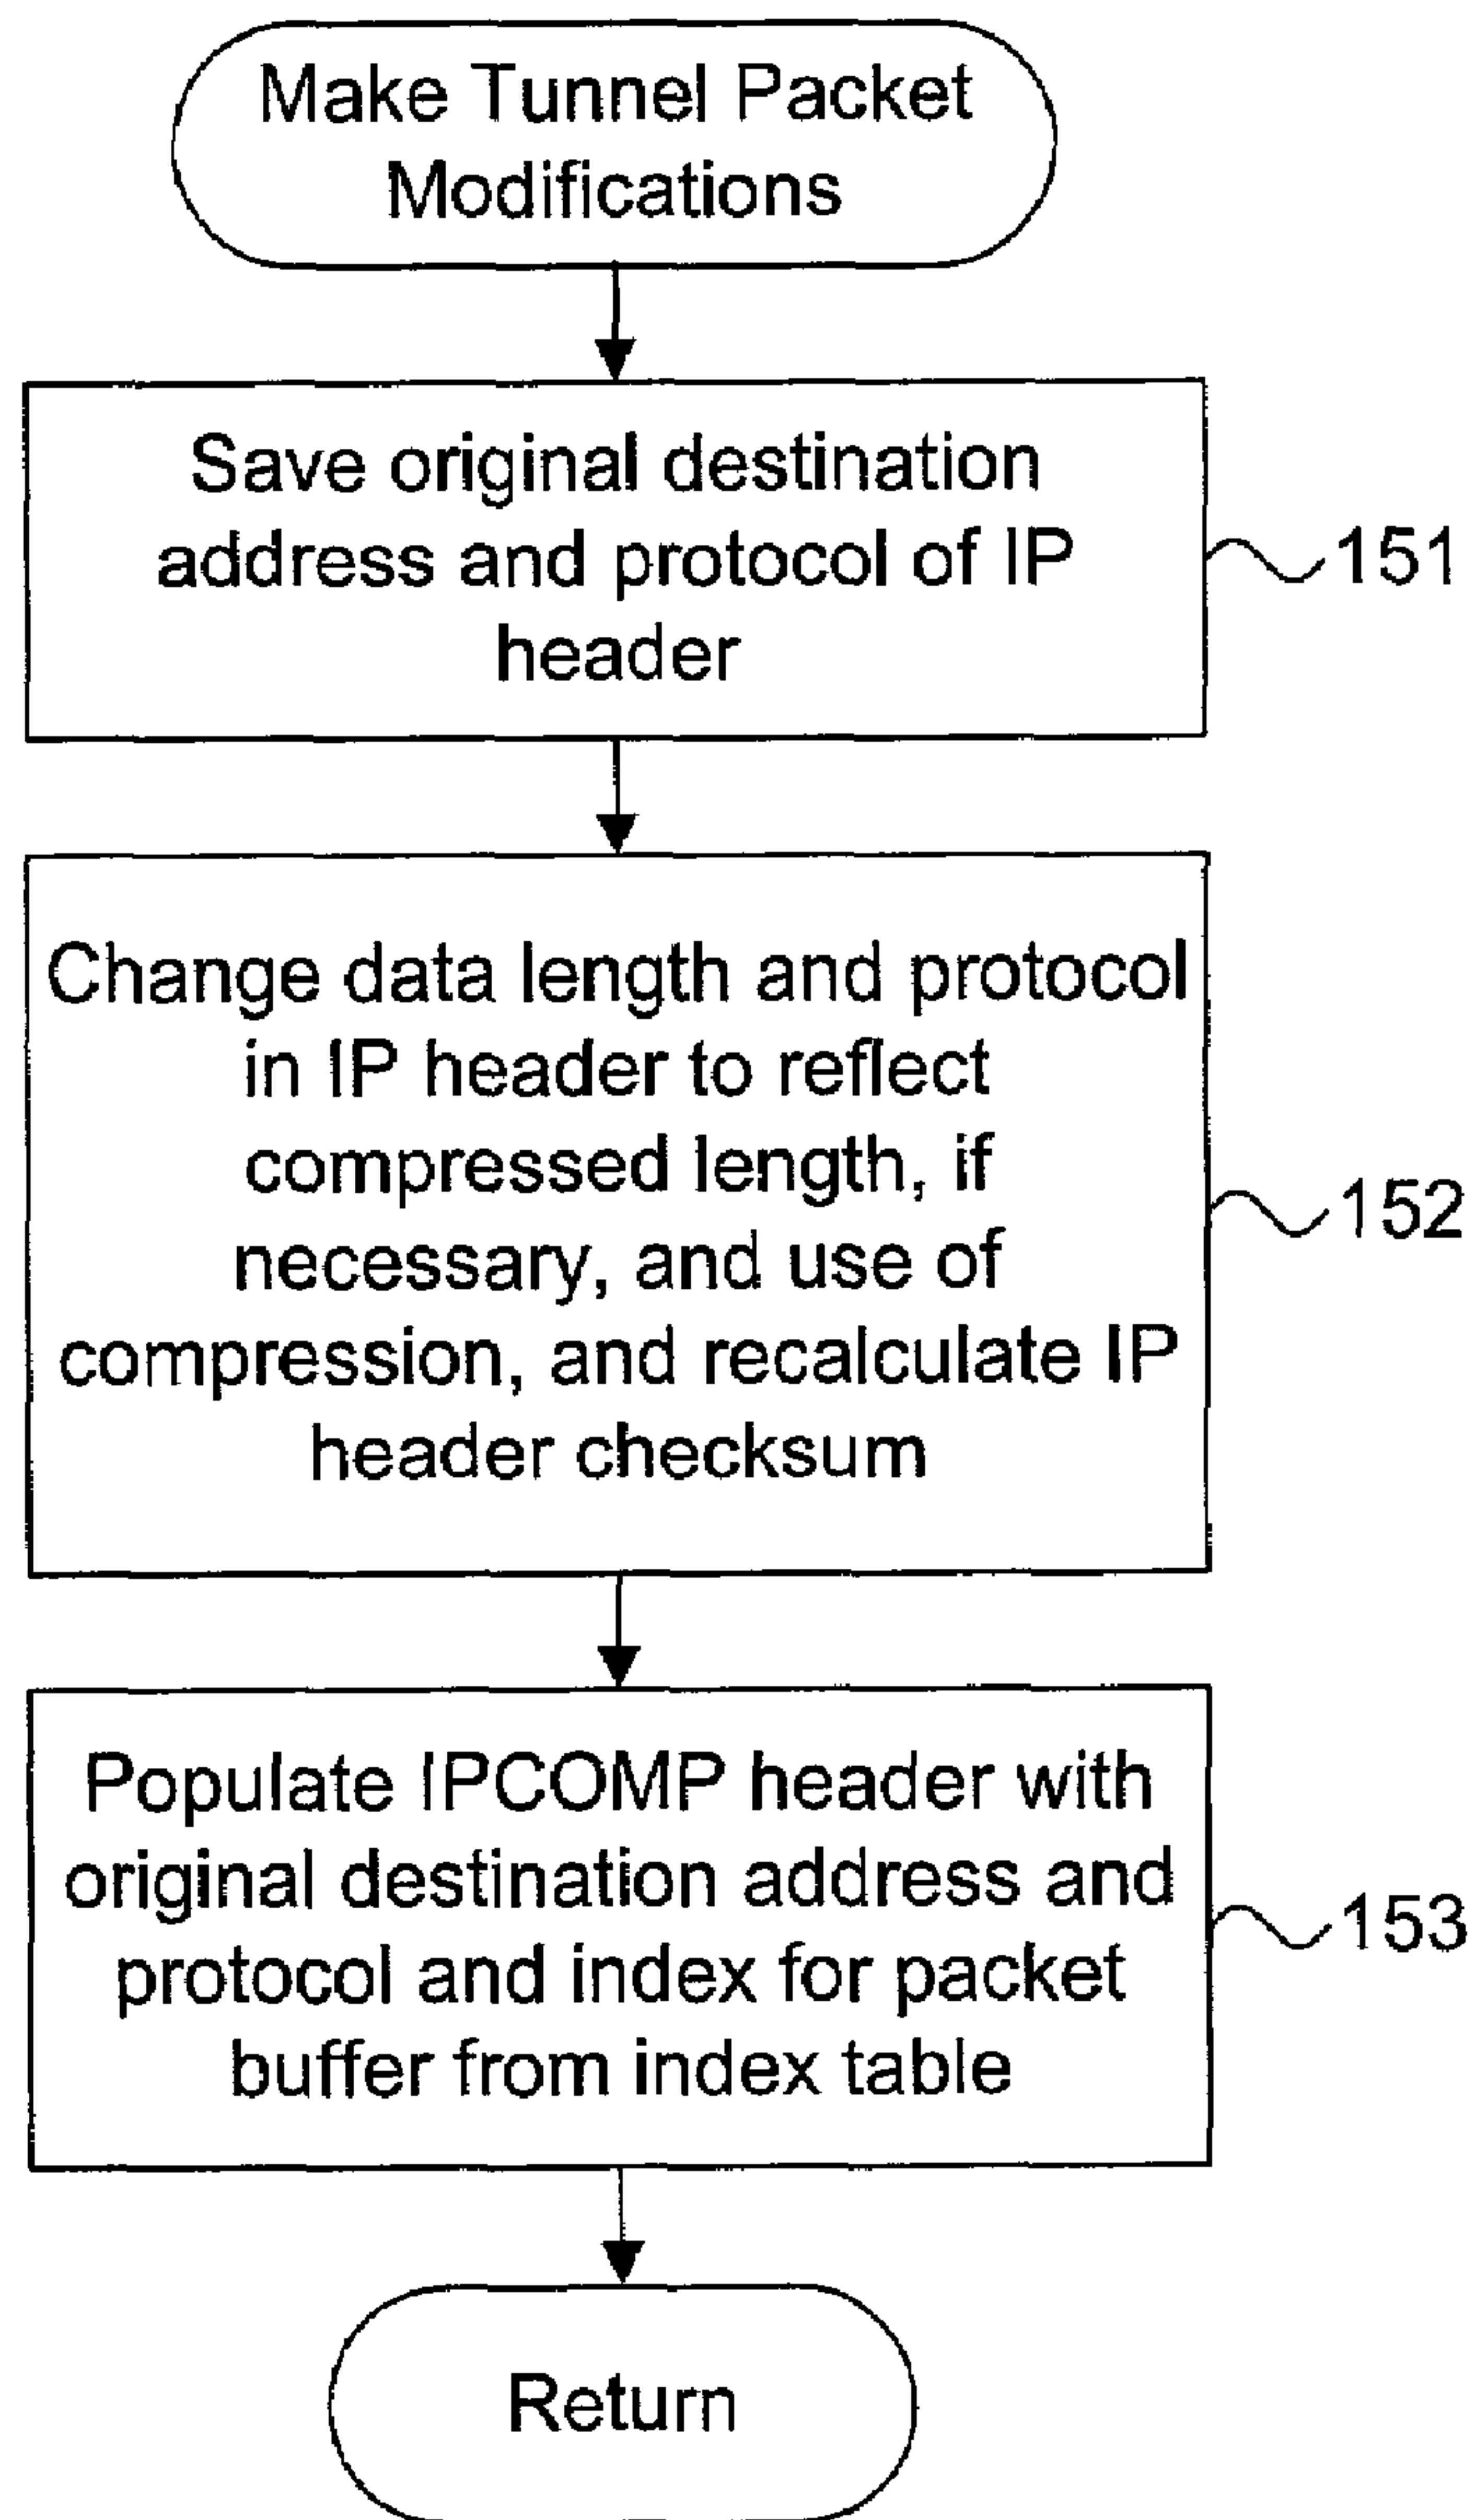 Make Tunnel Packet
Modifications
Save original destination
address and protocol of IP
header
151
Change data length and protocol
in IP header to reflect
compressed length, if
necessary, and use of
compression, and recalculate IP
header checksum
152
Populate IPCOMP header with
original destination address and
protocol and index for packet
buffer from index table
153
Return